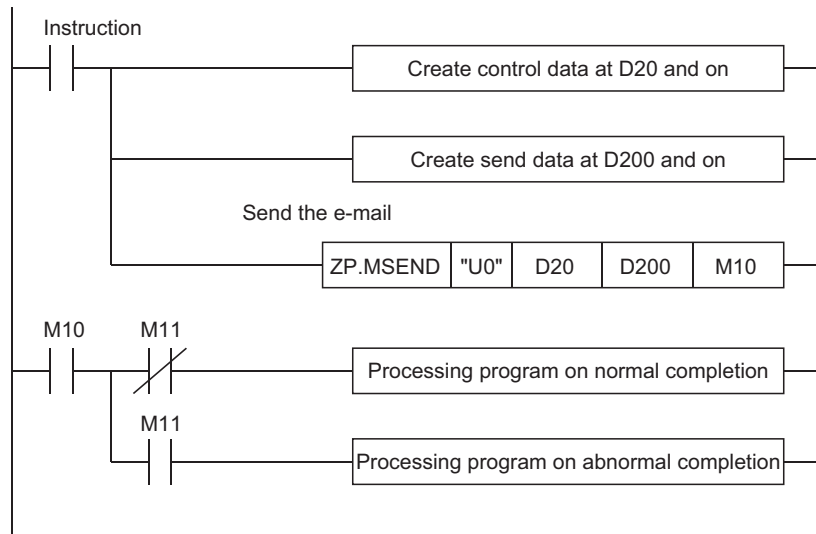 Instruction
Create control data at D20 and on
Create send data at D200 and on
Send the e-mail
ZP.MSEND "U0" D20 D200 M10
M10 M11
Processing program on normal completion
M11
Processing program on abnormal completion